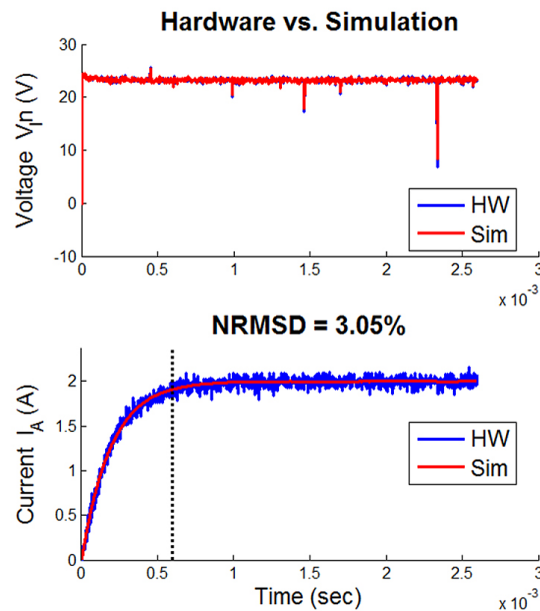 Hardware vs. Simulation
30
20
10
0
-10
Voltage V_In (V)
HW
Sim
0 0.5 1 1.5 2 2.5 3
x 10⁻³
NRMSD = 3.05%
2
1.5
1
0.5
0
Current I_A (A)
HW
Sim
0 0.5 1 1.5 2 2.5 3
x 10⁻³
Time (sec)